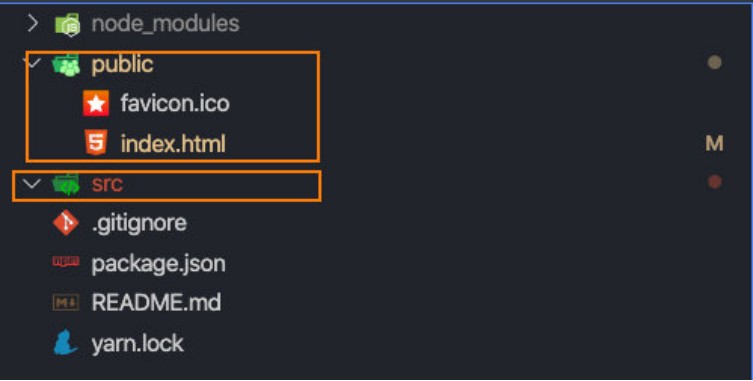 node_modules
public
favicon.ico
index.html M
src
.gitignore
package.json
README.md
yarn.lock